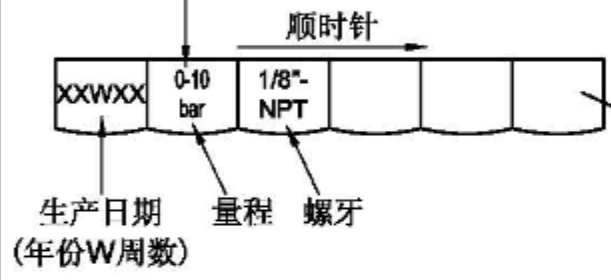 顺时针
XXWXX
0-10
bar
1/8"-
NPT
生产日期
(年份W周数)
量程
螺牙